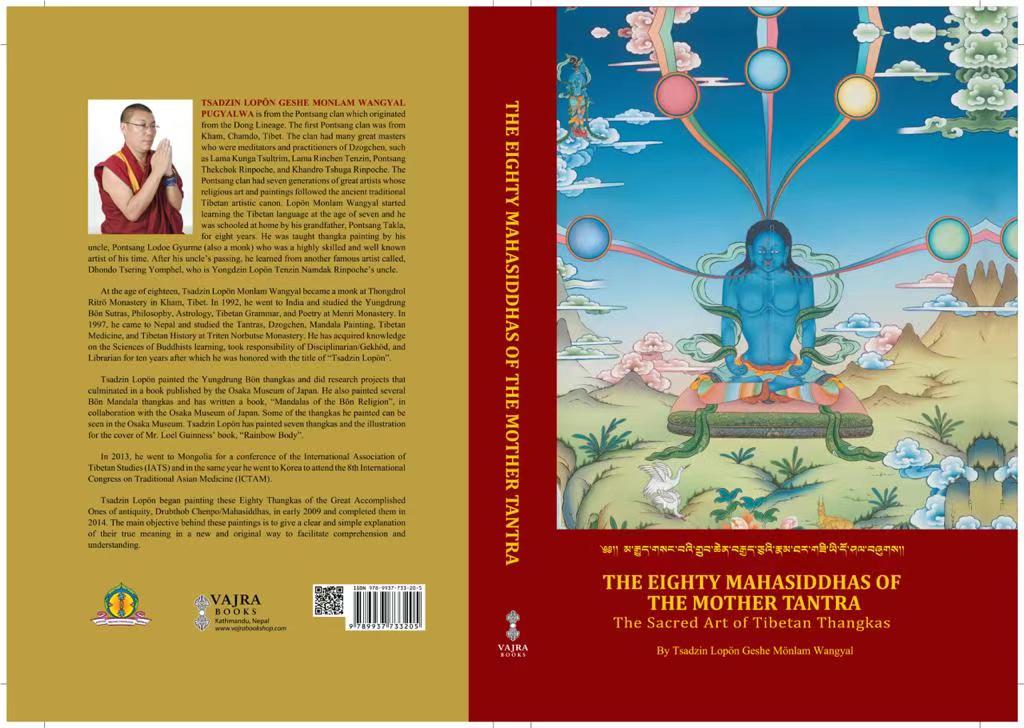 TSADZIN LOPÖN GESHE MONLAM WANGYAL
PUGYALWA is from the Pontsang clan which originated
from the Dong Lineage. The first Pontsang clan was from
Kham, Chamdo, Tibet. The clan had many great masters
who were meditators and practitioners of Dzogchen, such
as Lama Kunga Tsultrim, Lama Rinchen Tenzin, Pontsang
Thekchok Rinpoche, and Khandro Tshuga Rinpoche. The
Pontsang clan had seven generations of great artists whose
religious art and paintings followed the ancient traditional
Tibetan artistic canon. Lopön Monlam Wangyal started
learning the Tibetan language at the age of seven and he
was schooled at home by his grandfather, Pontsang Takla,
for eight years. He was taught thangka painting by his
uncle, Pontsang Lodoe Gyurme (also a monk) who was a highly skilled and well known
artist of his time. After his uncle's passing, he learned from another famous artist called,
Dhondo Tsering Yomphel, who is Yongdzin Lopön Tenzin Namdak Rinpoche's uncle.
At the age of eighteen, Tsadzin Lopön Monlam Wangyal became a monk at Thongdrol
Ritrö Monastery in Kham, Tibet. In 1992, he went to India and studied the Yungdrung
Bön Sutras, Philosophy, Astrology, Tibetan Grammar, and Poetry at Menri Monastery. In
1997, he came to Nepal and studied the Tantras, Dzogchen, Mandala Painting, Tibetan
Medicine, and Tibetan History at Triten Norbutse Monastery. He has acquired knowledge
on the Sciences of Buddhists learning, took responsibility of Disciplinarian/Gekhöd, and
Librarian for ten years after which he was honored with the title of "Tsadzin Lopön".
Tsadzin Lopön painted the Yungdrung Bön thangkas and did research projects that
culminated in a book published by the Osaka Museum of Japan. He also painted several
Bön Mandala thangkas and has written a book, "Mandalas of the Bön Religion", in
collaboration with the Osaka Museum of Japan. Some of the thangkas he painted can be
seen in the Osaka Museum. Tsadzin Lopön has painted seven thangkas and the illustration
for the cover of Mr. Loel Guinness' book, "Rainbow Body".
In 2013, he went to Mongolia for a conference of the International Association of
Tibetan Studies (IATS) and in the same year he went to Korea to attend the 8th International
Congress on Traditional Asian Medicine (ICTAM).
Tsadzin Lopön began painting these Eighty Thangkas of the Great Accomplished
Ones of antiquity, Drubthob Chenpo/Mahasiddhas, in early 2009 and completed them in
2014. The main objective behind these paintings is to give a clear and simple explanation
of their true meaning in a new and original way to facilitate comprehension and
understanding.
VAJRA
BOOKS
Kathmandu, Nepal
www.vajrabookshop.com
ISBN 978-9937-733-20-5
9 789937 733205
THE EIGHTY MAHASIDDHAS OF THE MOTHER TANTRA
VAJRA
BOOKS
༄༅།། མ་རྒྱུད་གསང་བའི་གྲུབ་ཆེན་བརྒྱད་ཅུའི་རྣམ་ཐར་གཟི་ཡི་དོ་ཤལ་བཞུགས།།
THE EIGHTY MAHASIDDHAS OF
THE MOTHER TANTRA
The Sacred Art of Tibetan Thangkas
By Tsadzin Lopön Geshe Mönlam Wangyal